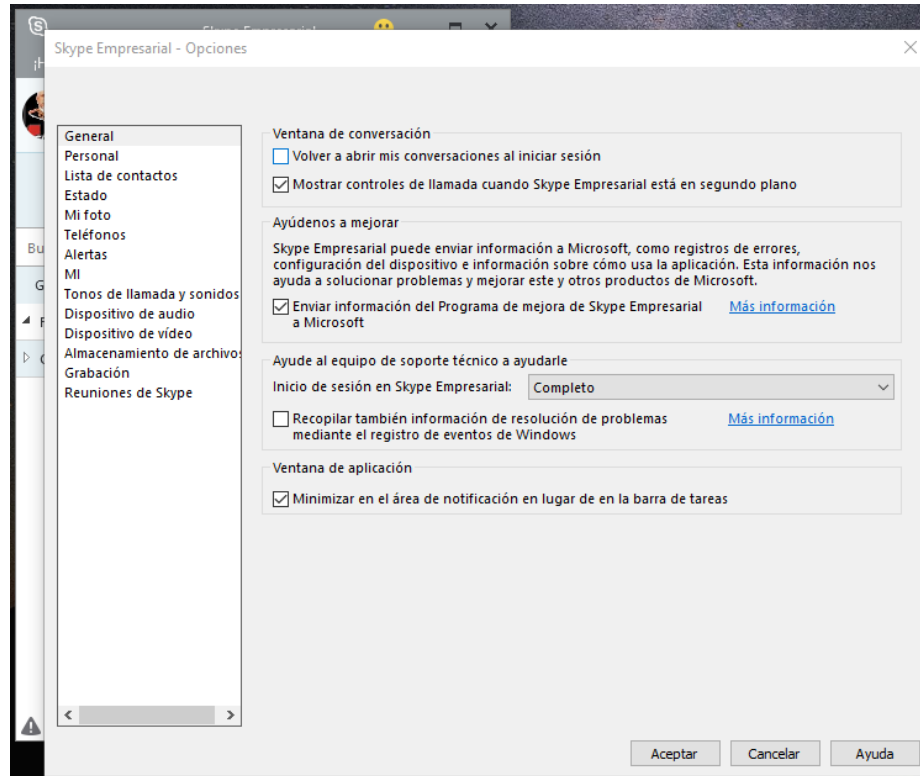 Skype Empresarial
Skype Empresarial - Opciones
¡H
Bu
G
General
Personal
Lista de contactos
Estado
Mi foto
Teléfonos
Alertas
MI
Tonos de llamada y sonidos
Dispositivo de audio
Dispositivo de vídeo
Almacenamiento de archivos
Grabación
Reuniones de Skype
Ventana de conversación
Volver a abrir mis conversaciones al iniciar sesión
Mostrar controles de llamada cuando Skype Empresarial está en segundo plano
Ayúdenos a mejorar
Skype Empresarial puede enviar información a Microsoft, como registros de errores,
configuración del dispositivo e información sobre cómo usa la aplicación. Esta información nos
ayuda a solucionar problemas y mejorar este y otros productos de Microsoft.
Enviar información del Programa de mejora de Skype Empresarial Más información
a Microsoft
Ayude al equipo de soporte técnico a ayudarle
Inicio de sesión en Skype Empresarial: Completo
Recopilar también información de resolución de problemas Más información
mediante el registro de eventos de Windows
Ventana de aplicación
Minimizar en el área de notificación en lugar de en la barra de tareas
Aceptar Cancelar Ayuda